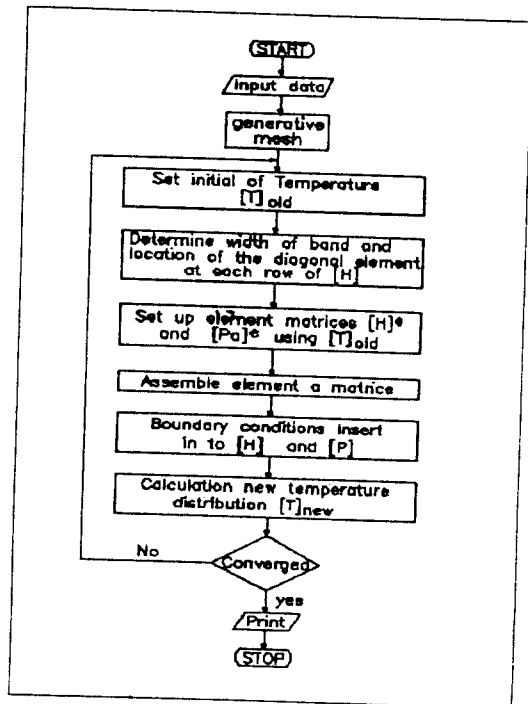 START
Input data
generative
mesh
Set initial of Temperature
[T]old
Determine width of band and
location of the diagonal element
at each row of [H]
Set up element matrices [H]e
and [Pa]e using [T]old
Assemble element a matrice
Boundary conditions insert
in to [H] and [P]
Calculation new temperature
distribution [T]new
No
Converged
yes
Print
STOP